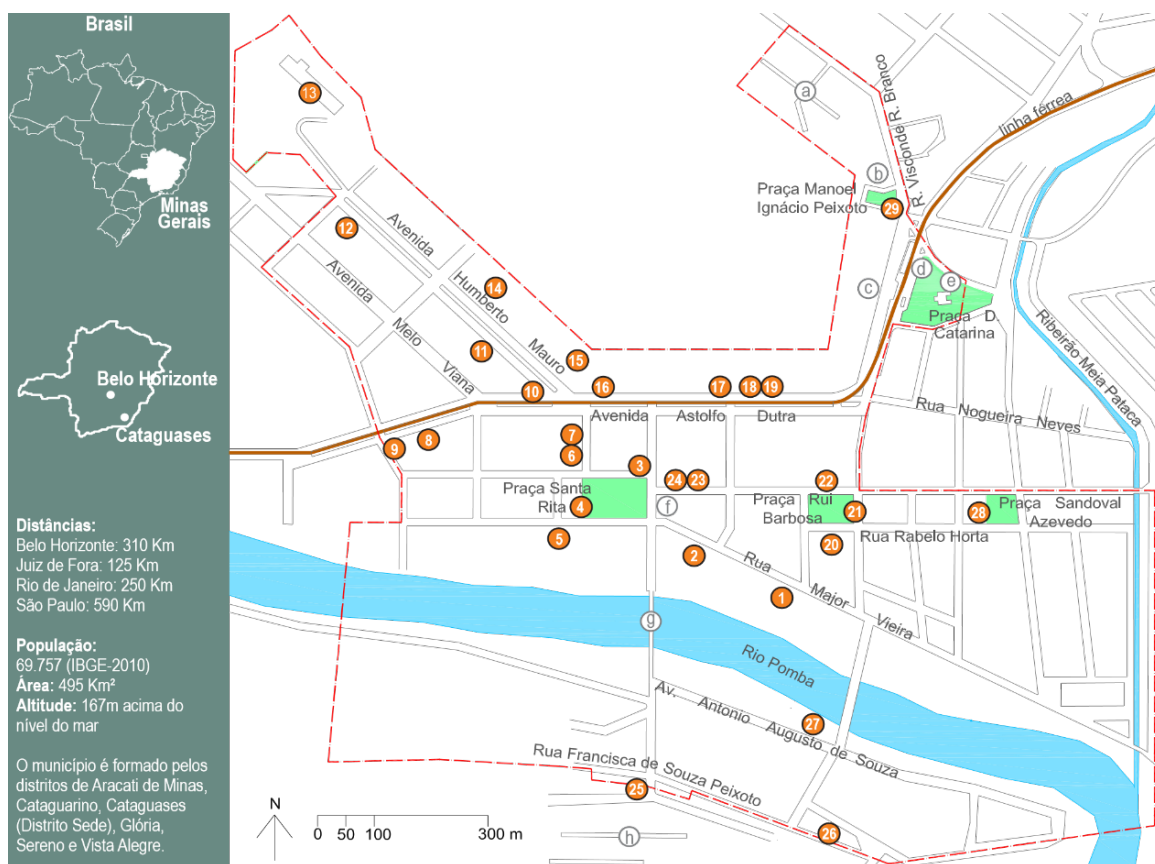 Brasil
Minas
Gerais
Belo Horizonte
Cataguases
Distâncias:
Belo Horizonte: 310 Km
Juiz de Fora: 125 Km
Rio de Janeiro: 250 Km
São Paulo: 590 Km
População:
69.757 (IBGE-2010)
Área: 495 Km²
Altitude: 167m acima do
nível do mar
O município é formado pelos
distritos de Aracati de Minas,
Cataguarino, Cataguases
(Distrito Sede), Glória,
Sereno e Vista Alegre.
13
a
R. Visconde R. Branco
linha férrea
b
Praça Manoel
Ignácio Peixoto
29
12
Avenida
Humberto
Mauro
Avenida
Melo
Viana
14
c
d
e
Praça D.
Catarina
Ribeirão Meia Pataca
11
15
10
16
17
18
19
Avenida Astolfo Dutra
Rua Nogueira Neves
9
8
7
6
3
24
23
22
Praça Santa
Rita
4
f
Praça Rui
Barbosa
21
28
Praça Sandoval
Azevedo
Rua Rabelo Horta
5
2
20
Rua Major Vieira
1
g
Rio Pomba
Av. Antonio Augusto de Souza
27
Rua Francisca de Souza Peixoto
25
26
h
N
0 50 100 300 m